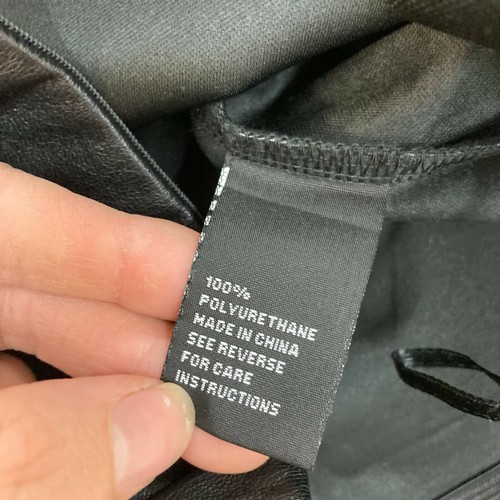 100%
POLYURETHANE
MADE IN CHINA
SEE REVERSE
FOR CARE
INSTRUCTIONS